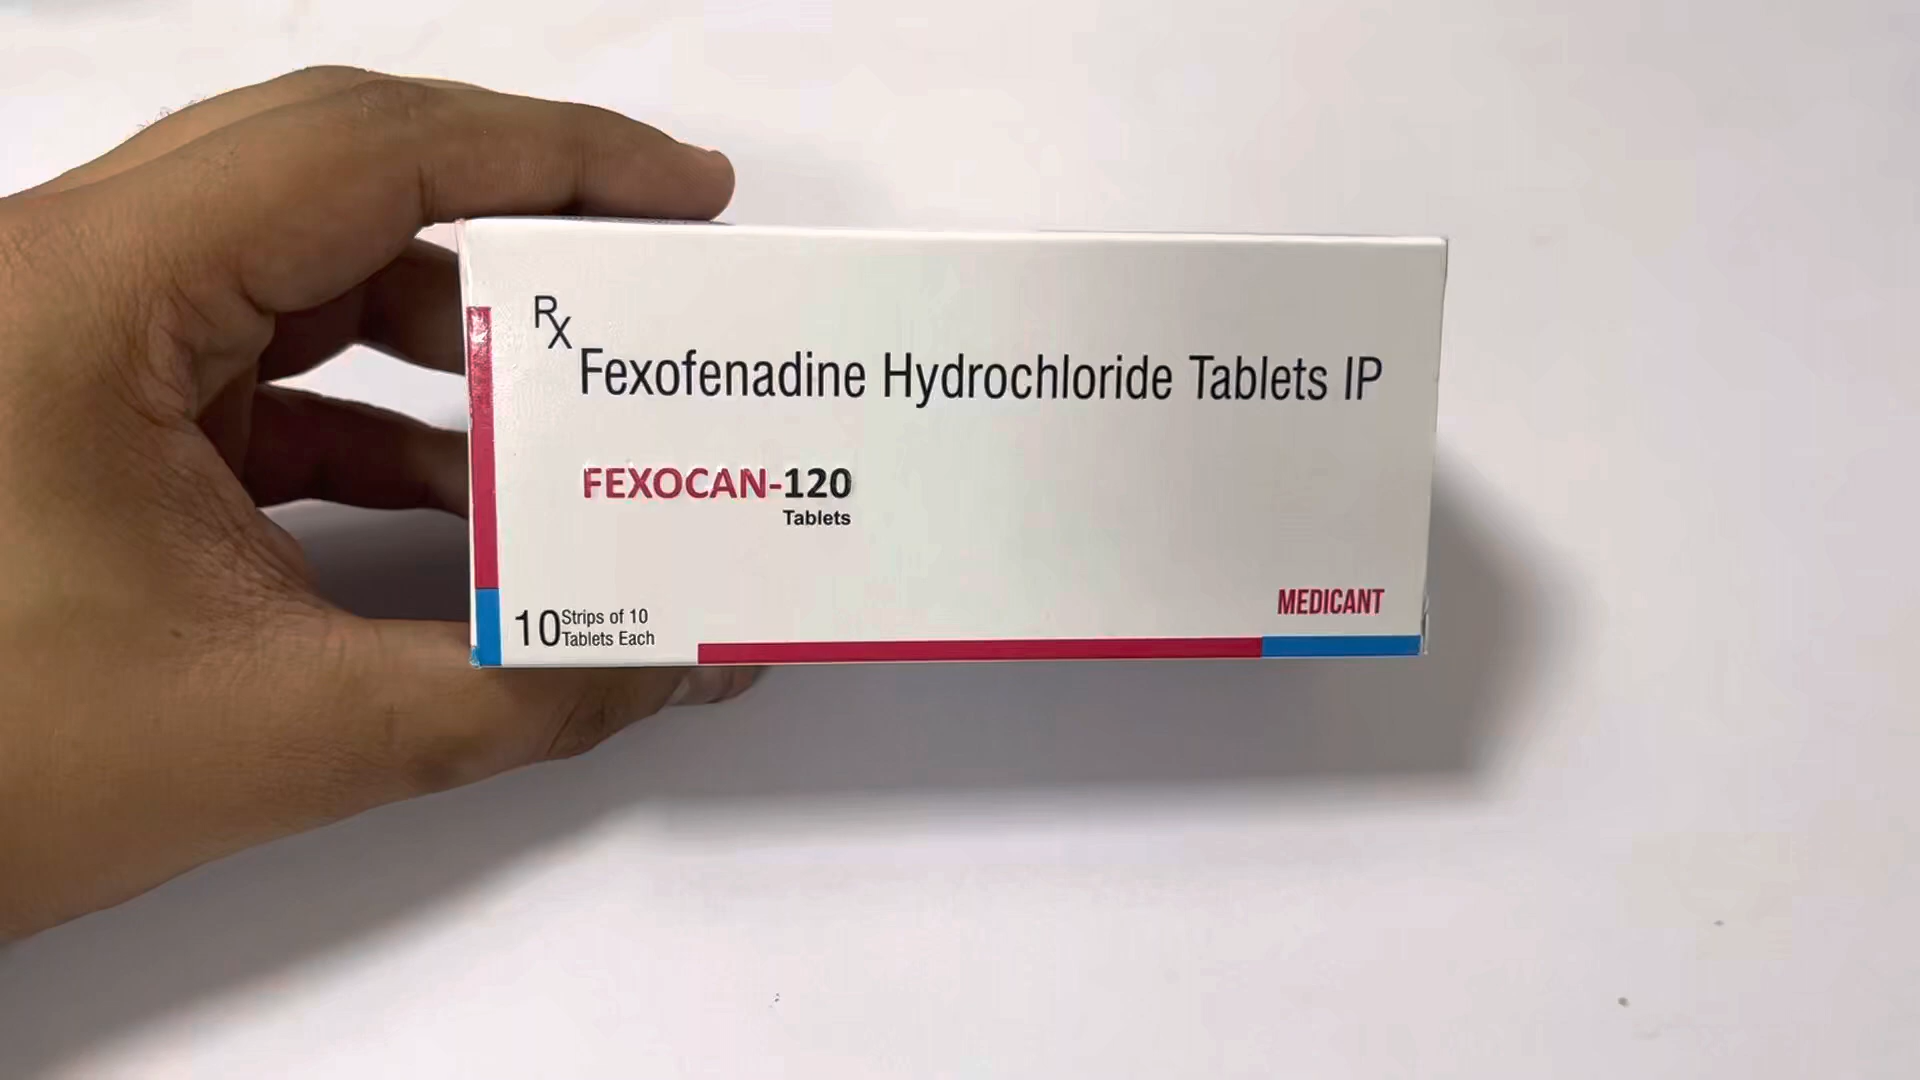 Rx
Fexofenadine Hydrochloride Tablets IP
FEXOCAN-120
Tablets
10 Strips of 10
Tablets Each
MEDICANT